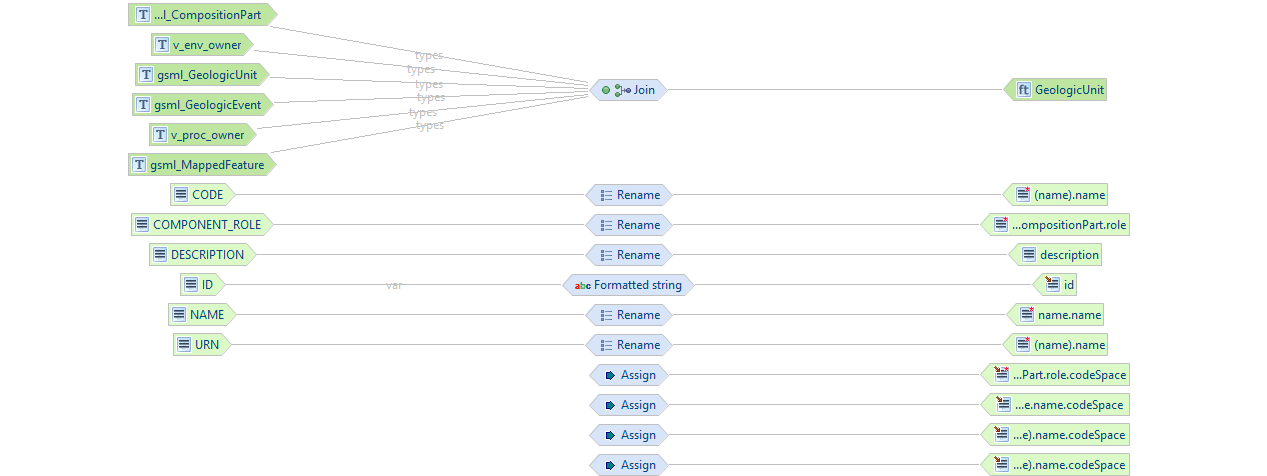 T ...l_CompositionPart
T v_env_owner
types
types
T gsml_GeologicUnit
types
Join
ft GeologicUnit
T gsml_GeologicEvent
types
types
T v_proc_owner
types
T gsml_MappedFeature
CODE Rename (name).name
COMPONENT_ROLE Rename ...ompositionPart.role
DESCRIPTION Rename description
ID var abc Formatted string id
NAME Rename name.name
URN Rename (name).name
Assign ...Part.role.codeSpace
Assign ...e.name.codeSpace
Assign ...e).name.codeSpace
Assign ...e).name.codeSpace